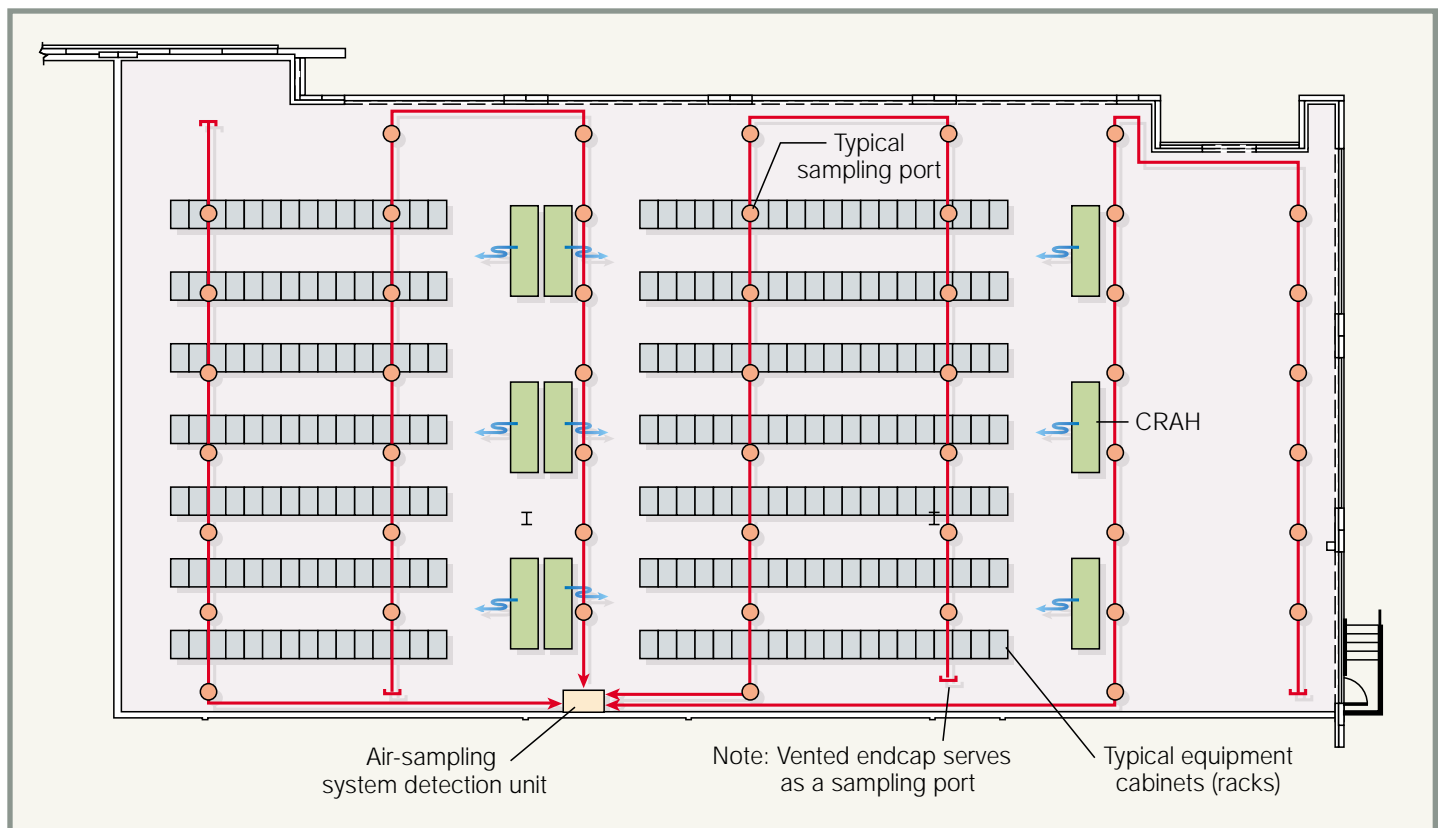 Typical
sampling port
CRAH
Air-sampling
system detection unit
Note: Vented endcap serves
as a sampling port
Typical equipment
cabinets (racks)